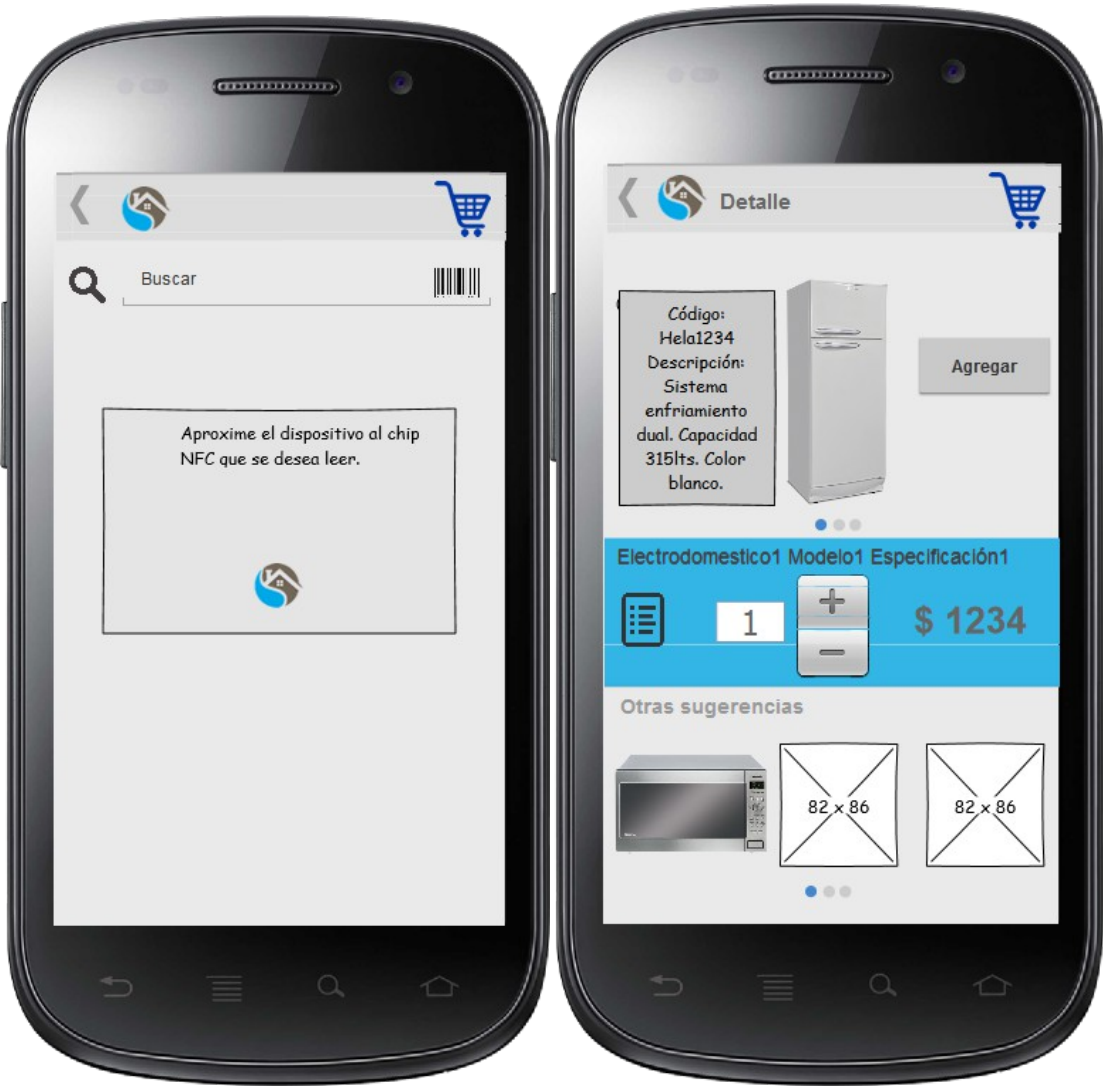 Buscar
Aproxime el dispositivo al chip
NFC que se desea leer.
Detalle
Código:
Hela1234
Descripción:
Sistema
enfriamiento
dual. Capacidad
315lts. Color
blanco.
Agregar
Electrodomestico1 Modelo1 Especificación1
1
$ 1234
Otras sugerencias
82 x 86
82 x 86